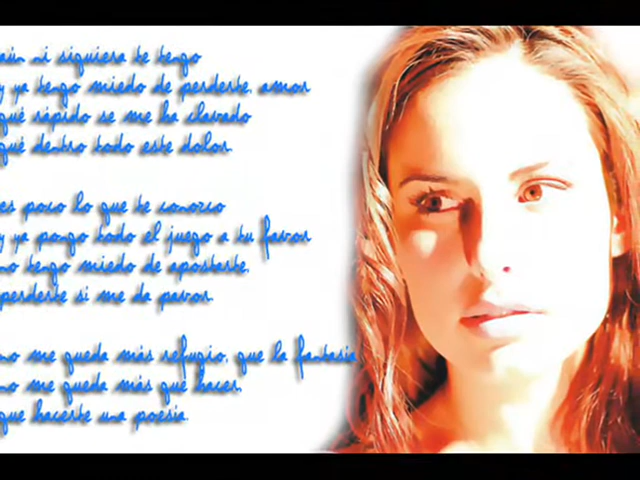 aún ni siquiera te tengo
y ya tengo miedo de perderte, amor
qué rápido se me ha clavado
qué dentro todo este dolor.
es poco lo que te conozco
y ya pongo todo el juego a tu favor
no tengo miedo de apostarte,
perderte si me da pavor.
no me queda más refugio, que la fantasía
no me queda más que hacer,
que hacerte una poesía.